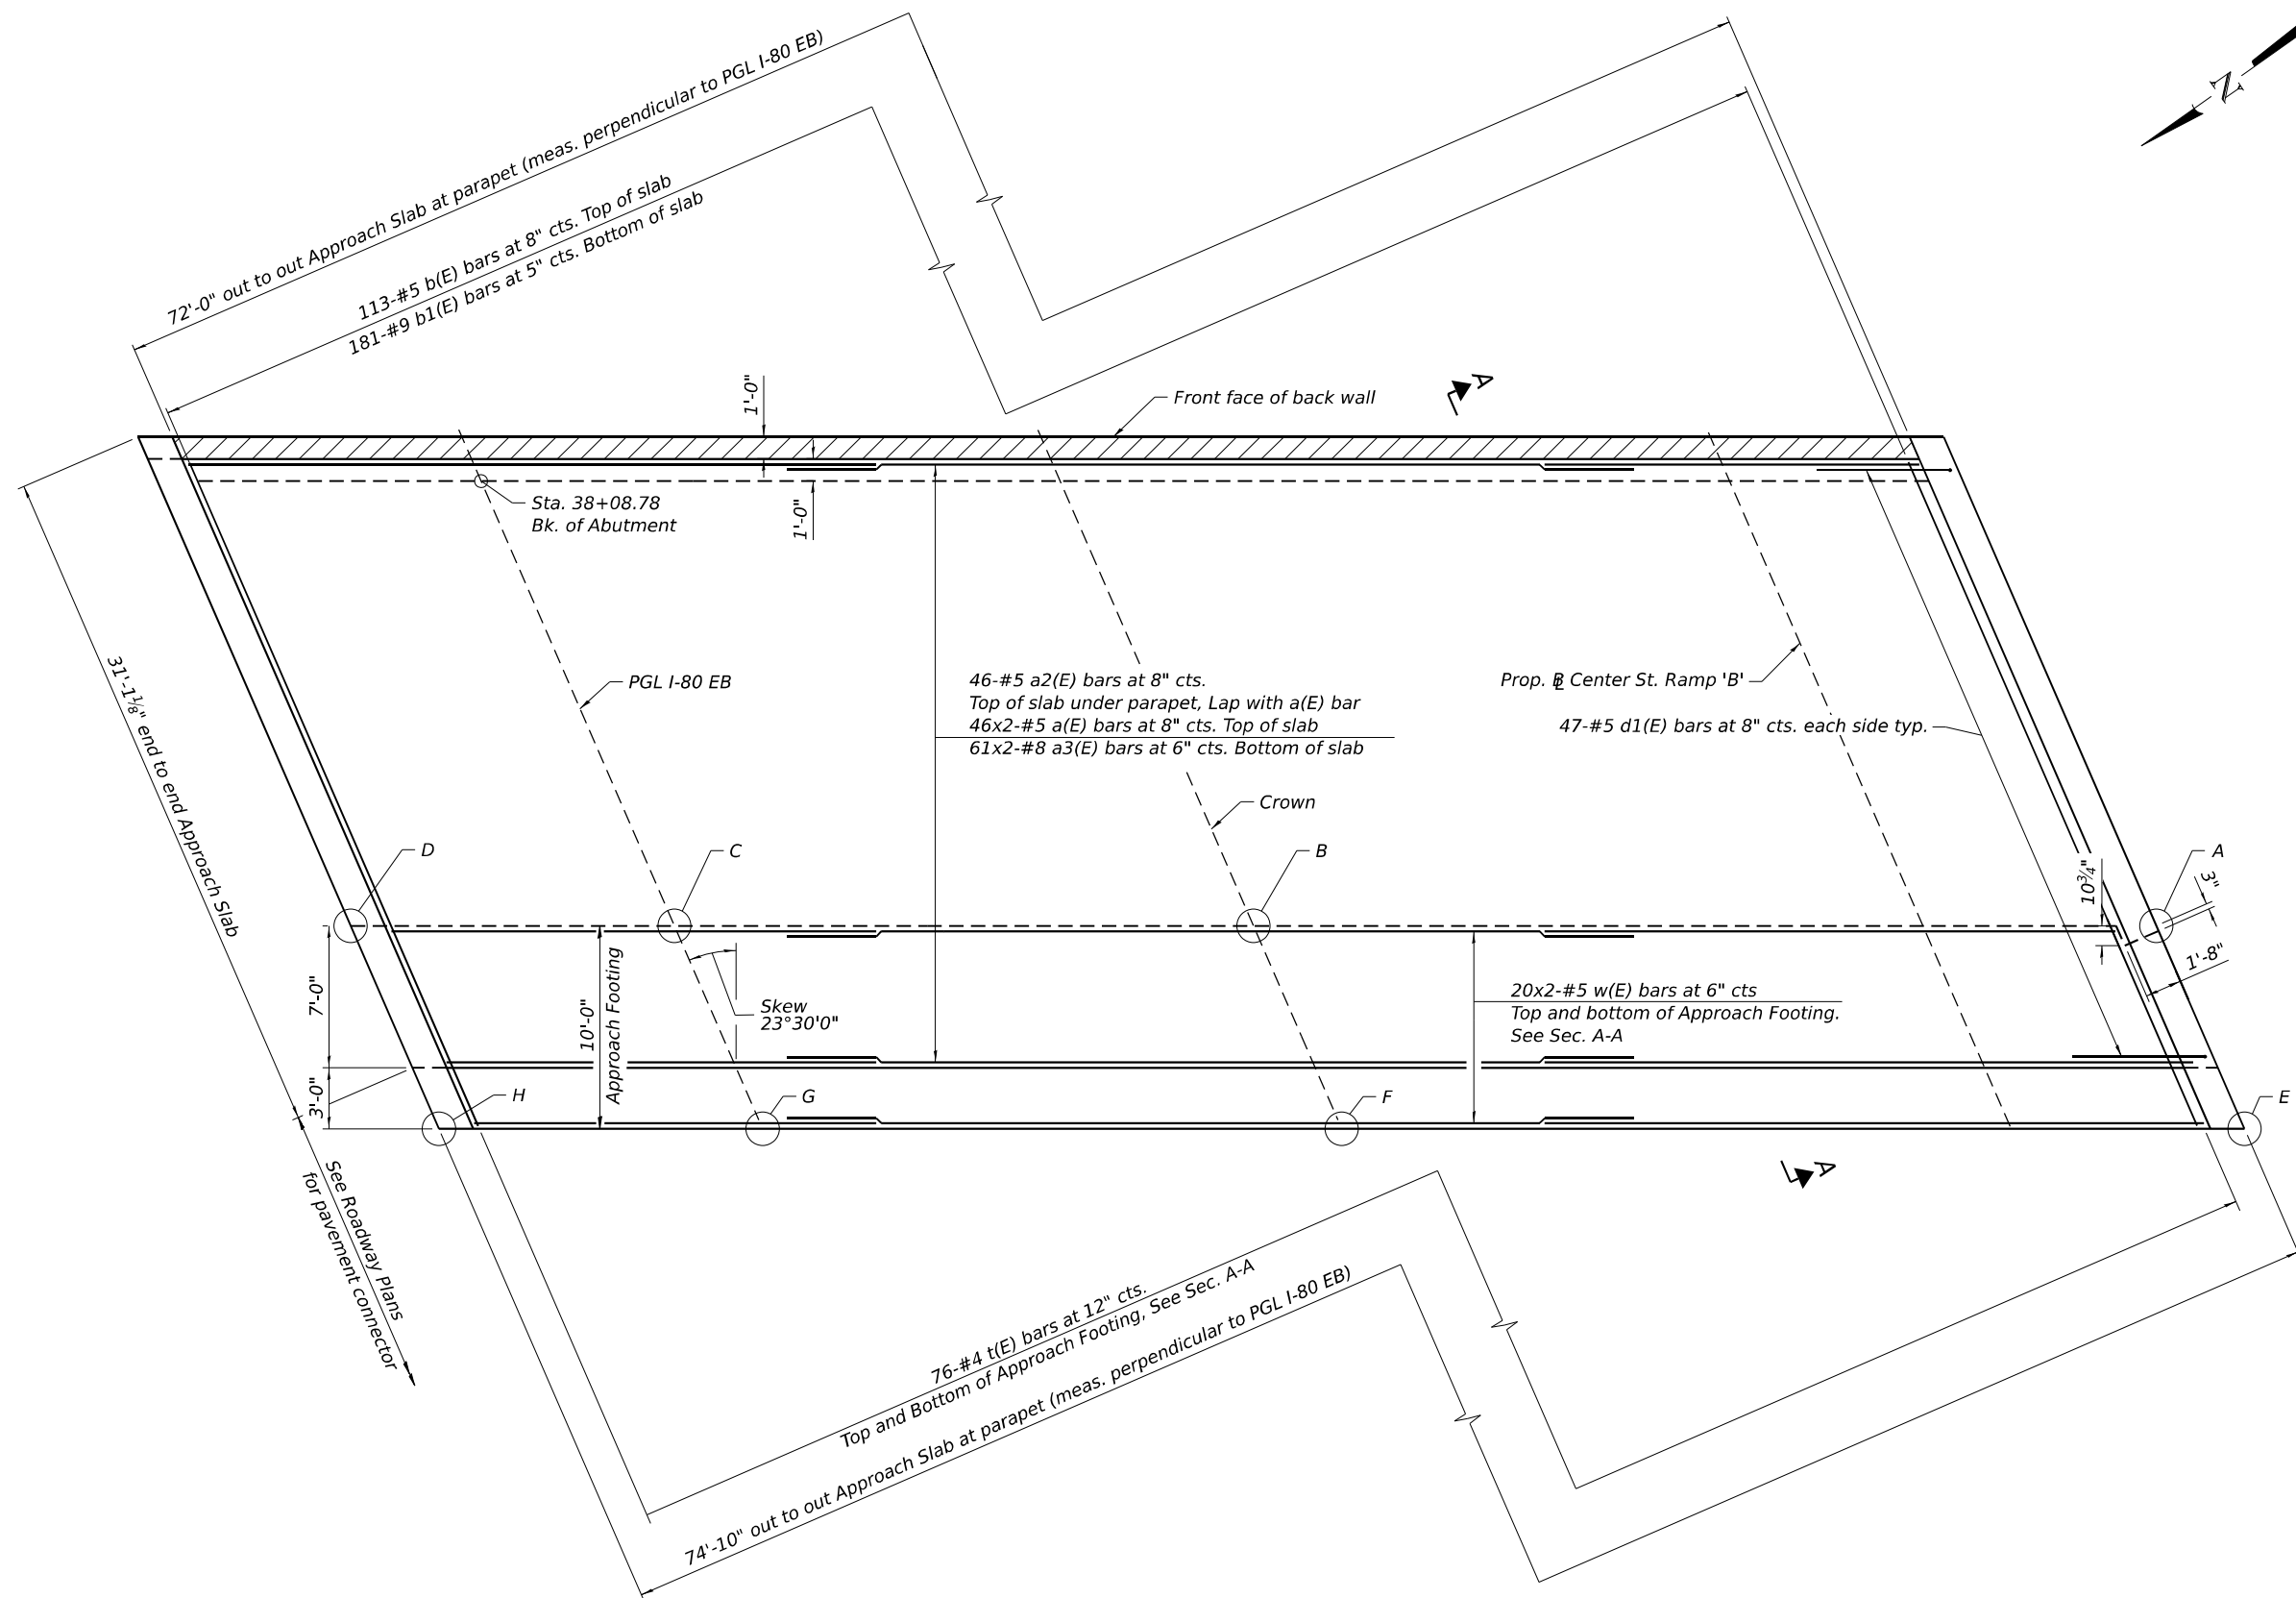 72'-0" out to out Approach Slab at parapet (meas. perpendicular to PGL I-80 EB)
113-#5 b(E) bars at 8" cts. Top of slab
181-#9 b1(E) bars at 5" cts. Bottom of slab
N
1'-0"
Front face of back wall
A
Sta. 38+08.78
Bk. of Abutment
1'-0"
31'-1⅛" end to end Approach Slab
PGL I-80 EB
46-#5 a2(E) bars at 8" cts.
Top of slab under parapet, Lap with a(E) bar
46x2-#5 a(E) bars at 8" cts. Top of slab
61x2-#8 a3(E) bars at 6" cts. Bottom of slab
Prop. ⅊ Center St. Ramp 'B'
47-#5 d1(E) bars at 8" cts. each side typ.
Crown
D
C
B
A
10¾"
3"
1'-8"
7'-0"
3'-0"
10'-0"
Approach Footing
Skew
23°30'0"
20x2-#5 w(E) bars at 6" cts
Top and bottom of Approach Footing.
See Sec. A-A
H
G
F
E
See Roadway Plans
for pavement connector
A
76-#4 t(E) bars at 12" cts.
Top and Bottom of Approach Footing, See Sec. A-A
74'-10" out to out Approach Slab at parapet (meas. perpendicular to PGL I-80 EB)